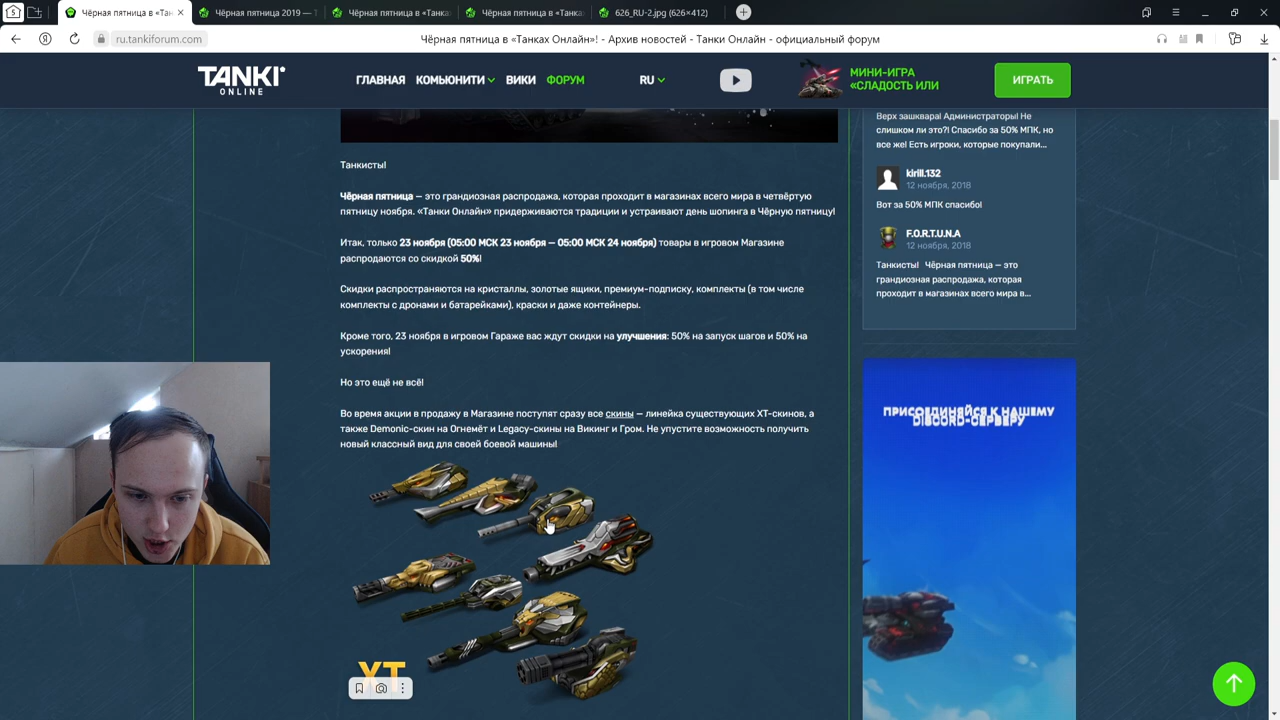 Чёрная пятница в «Тан
Чёрная пятница 2019 — 1
Чёрная пятница в «Танка
Чёрная пятница в «Танка
626_RU-2.jpg (626×412)
ru.tankiforum.com
Чёрная пятница в «Танках Онлайн»! - Архив новостей - Танки Онлайн - официальный форум
TANKI
ONLINE
ГЛАВНАЯ
КОМЬЮНИТИ
ВИКИ
ФОРУМ
RU
МИНИ-ИГРА
«СЛАДОСТЬ ИЛИ
ИГРАТЬ
Танкисты!
Чёрная пятница — это грандиозная распродажа, которая проходит в магазинах всего мира в четвёртую
пятницу ноября. «Танки Онлайн» придерживаются традиции и устраивают день шопинга в Чёрную пятницу!
Итак, только 23 ноября (05:00 МСК 23 ноября — 05:00 МСК 24 ноября) товары в игровом Магазине
распродаются со скидкой 50%!
Скидки распространяются на кристаллы, золотые ящики, премиум-подписку, комплекты (в том числе
комплекты с дронами и батарейками), краски и даже контейнеры.
Кроме того, 23 ноября в игровом Гараже вас ждут скидки на улучшения: 50% на запуск шагов и 50% на
ускорения!
Но это ещё не всё!
Во время акции в продажу в Магазине поступят сразу все скины — линейка существующих ХТ-скинов, а
также Demonic-скин на Огнемёт и Legacy-скины на Викинг и Гром. Не упустите возможность получить
новый классный вид для своей боевой машины!
XT
Верх зашквара! Администраторы! Не
слишком ли это?! Спасибо за 50% МПК, но
все же! Есть игроки, которые покупали...
kirill.132
12 ноября, 2018
Вот за 50% МПК спасибо!
F.O.R.T.U.N.A
12 ноября, 2018
Танкисты! Чёрная пятница — это
грандиозная распродажа, которая
проходит в магазинах всего мира в...
ПРИСОЕДИНЯЙСЯ К НАШЕМУ
DISCORD-СЕРВЕРУ